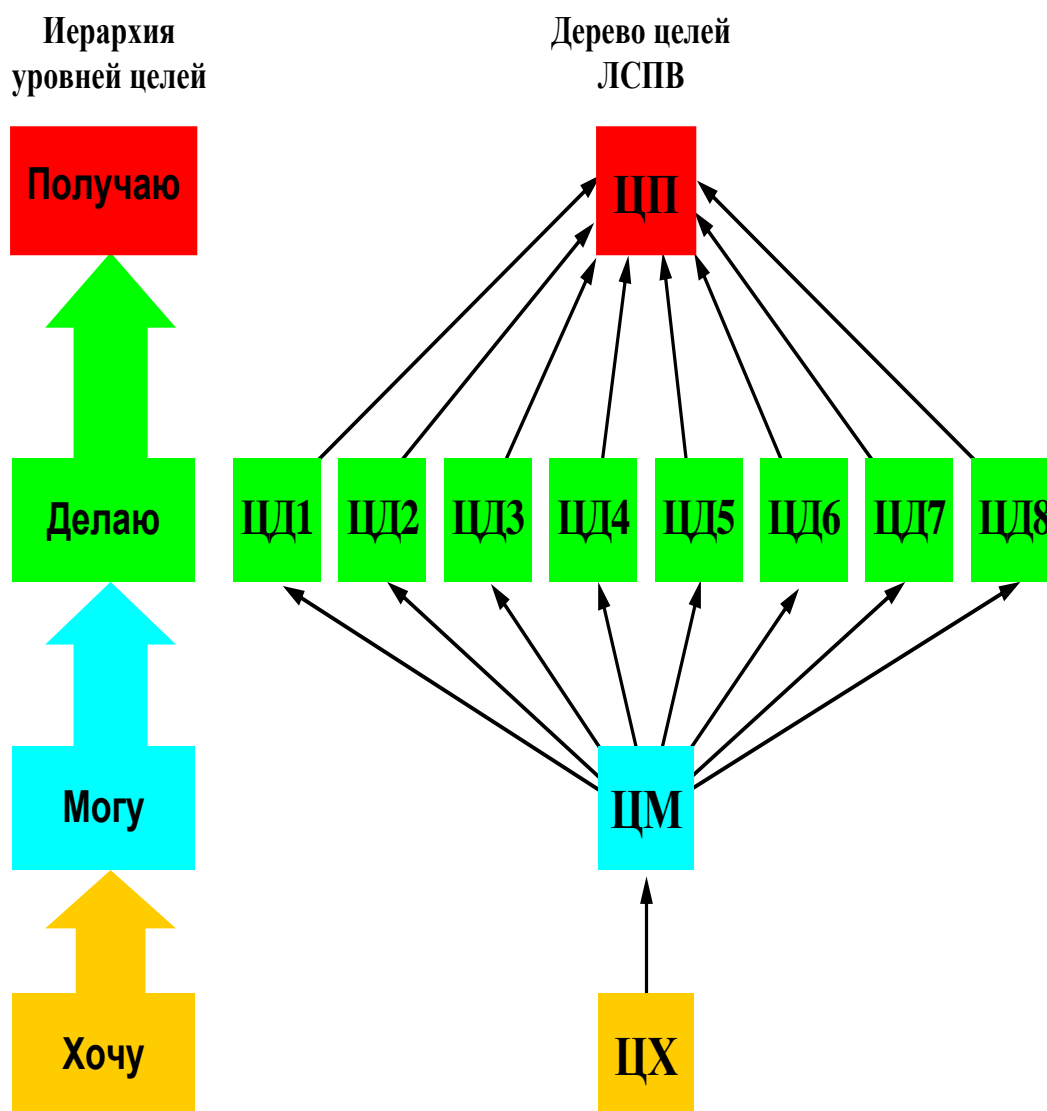 Иерархия
уровней целей
Дерево целей
ЛСПВ
Получаю
ЦП
Делаю
ЦД1
ЦД2
ЦД3
ЦД4
ЦД5
ЦД6
ЦД7
ЦД8
Могу
ЦМ
Хочу
ЦХ